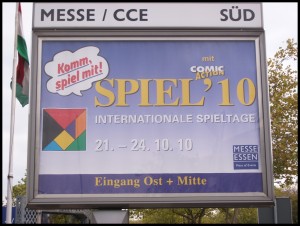 MESSE / CCE SÜD
Komm,
spiel mit!
mit
COMIC
Action
SPIEL'10
INTERNATIONALE SPIELTAGE
21. – 24. 10. 10
MESSE
ESSEN
Eingang Ost + Mitte